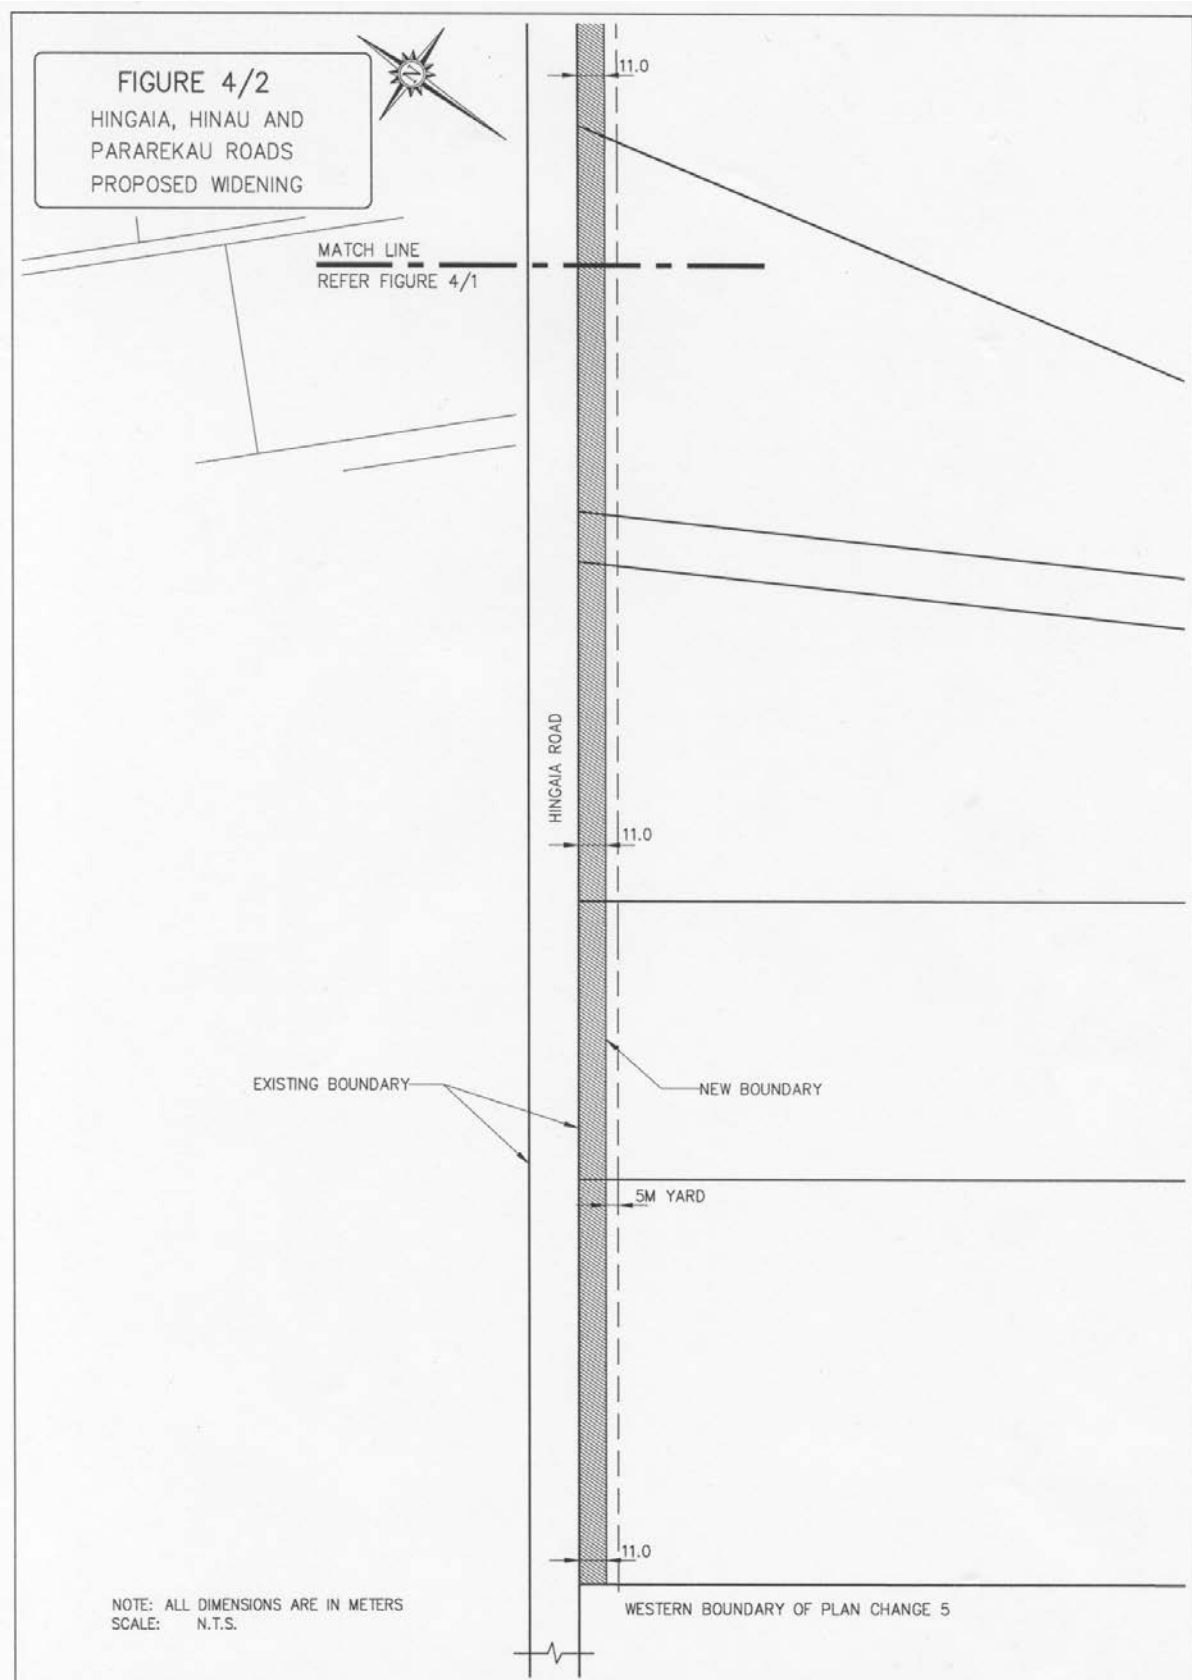 FIGURE 4/2
HINGAIA, HINAU AND
PARAREKAU ROADS
PROPOSED WIDENING
N
11.0
MATCH LINE
REFER FIGURE 4/1
HINGAIA ROAD
11.0
EXISTING BOUNDARY
NEW BOUNDARY
5M YARD
11.0
NOTE: ALL DIMENSIONS ARE IN METERS
SCALE: N.T.S.
WESTERN BOUNDARY OF PLAN CHANGE 5